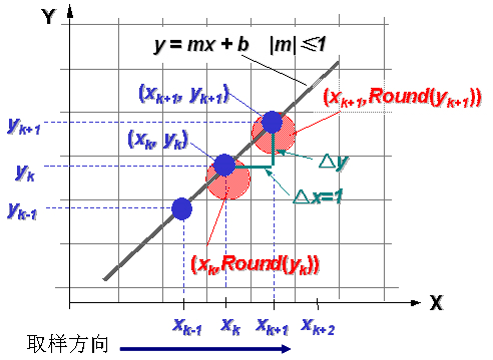 Y
y = mx + b |m| ≤1
(xk+1, yk+1)
(xk+1,Round(yk+1))
yk+1
(xk, yk)
△y
yk
△x=1
yk-1
(xk,Round(yk))
X
xk-1 xk xk+1 xk+2
取样方向